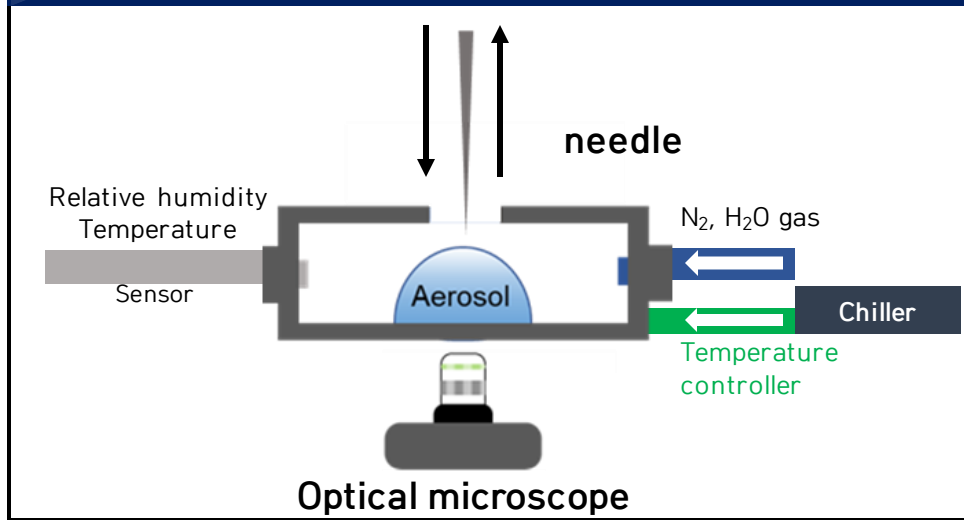 needle
Relative humidity
Temperature
Sensor
N₂, H₂O gas
Aerosol
Chiller
Temperature
controller
Optical microscope